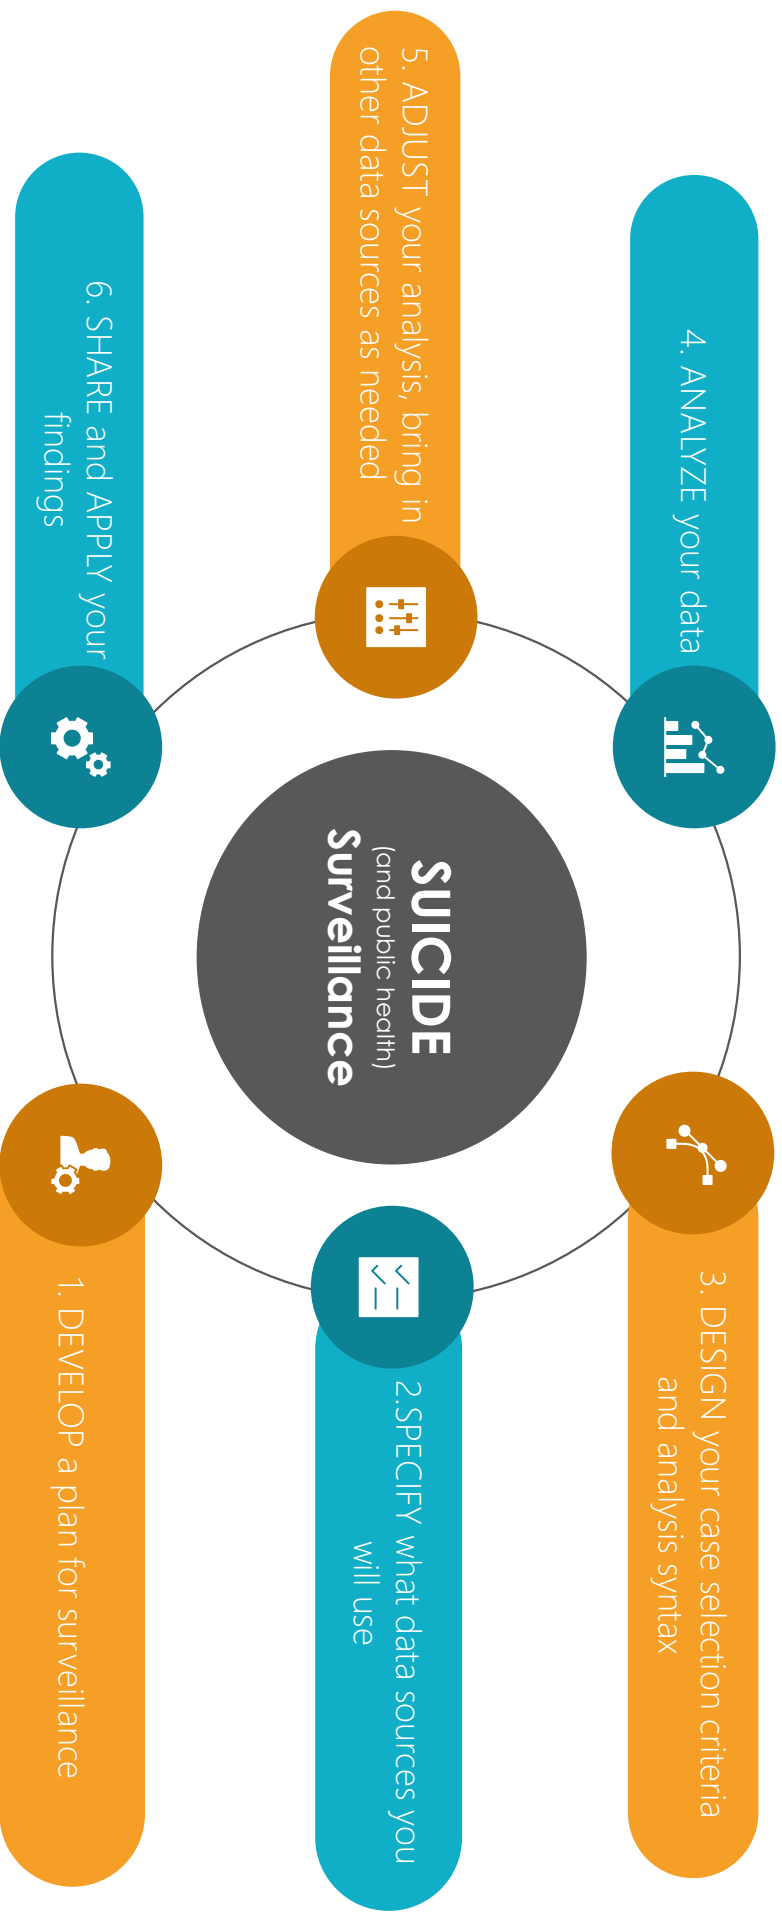 SUICIDE
(and public health)
Surveillance
1. DEVELOP a plan for surveillance
2.SPECIFY what data sources you
will use
3. DESIGN your case selection criteria
and analysis syntax
4. ANALYZE your data
5. ADJUST your analysis, bring in
other data sources as needed
6. SHARE and APPLY your
findings